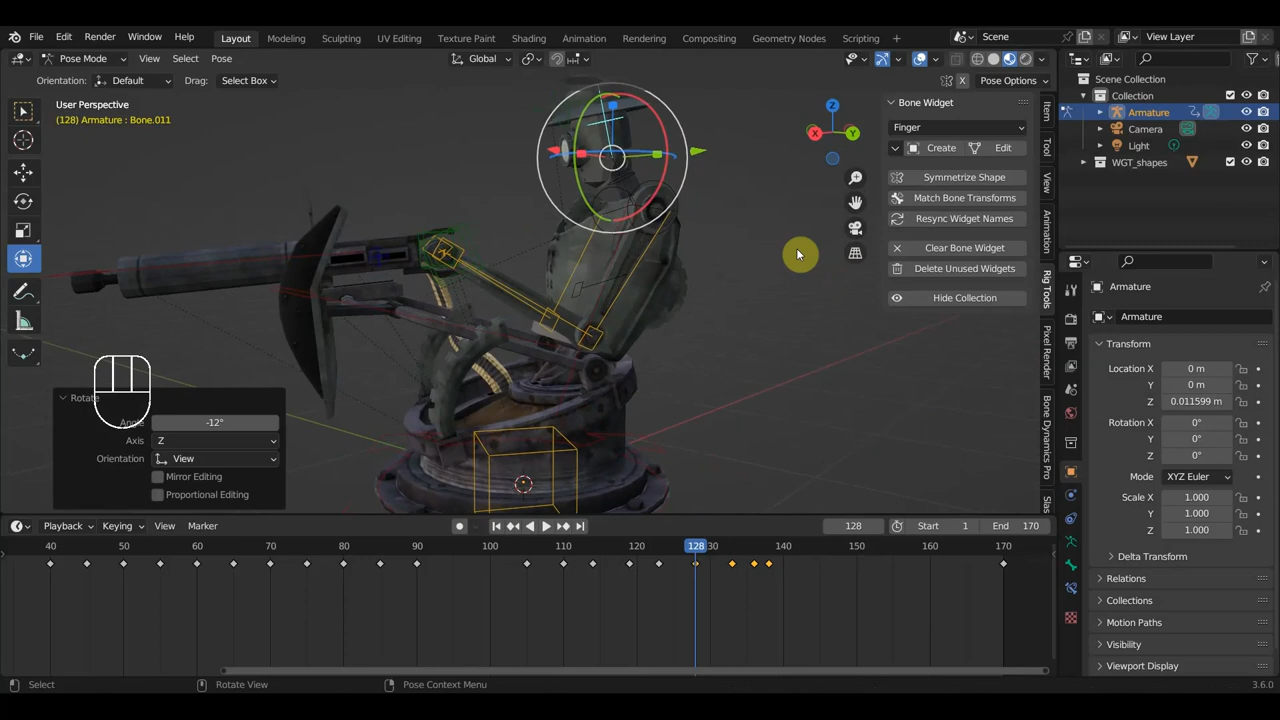 File Edit Render Window Help Layout Modeling Sculpting UV Editing Texture Paint Shading Animation Rendering Compositing Geometry Nodes Scripting + Scene View Layer
Pose Mode View Select Pose Global
Orientation: Default Drag: Select Box X Pose Options
User Perspective
(128) Armature : Bone.011
Z
X Y
Bone Widget
Finger
Create Edit
Symmetrize Shape
Match Bone Transforms
Resync Widget Names
Clear Bone Widget
Delete Unused Widgets
Hide Collection
Item
Tool
View
Animation
Rig Tools
Pixel Render
Bone Dynamics Pro
Scene Collection
Collection
Armature
Camera
Light
WGT_shapes
Armature
Armature
Transform
Location X 0 m
Y 0 m
Z 0.011599 m
Rotation X 0°
Y 0°
Z 0°
Mode XYZ Euler
Scale X 1.000
Y 1.000
Z 1.000
Delta Transform
Relations
Collections
Motion Paths
Visibility
Viewport Display
Rotate
Angle -12°
Axis Z
Orientation View
Mirror Editing
Proportional Editing
Playback Keying View Marker 128 Start 1 End 170
40 50 60 70 80 90 100 110 120 128 30 140 150 160 170
Select Rotate View Pose Context Menu 3.6.0